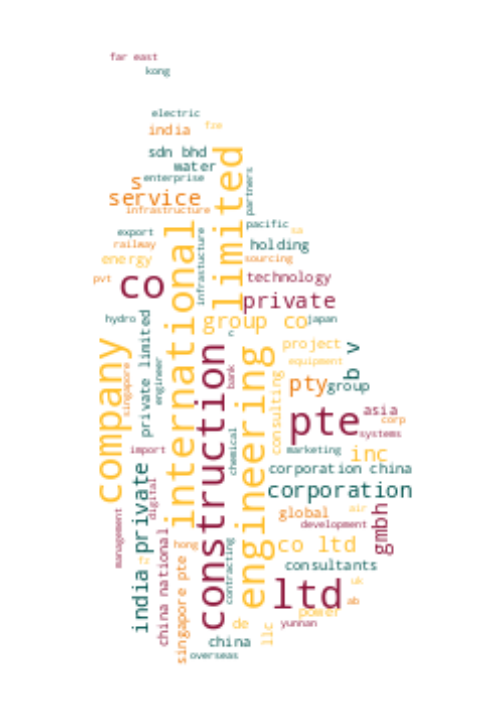 far east
kong
electric
india
fze
sdn bhd
water
limited
enterprise
s
service
partners
infrastructure
pacific
sa
export
international
infrastucture
railway
holding
energy
sourcing
pvt
co
technology
private
hydro
group co
japan
private limited
c
company
construction
engineering
project
b v
singapore
engineer
bank
equipment
consulting
pty
group
pte
asia
corp
systems
import
chemical
marketing
inc
corporation china
india private
digital
corporation
management
global
air
development
gmbh
china national
hong
contracting
co ltd
singapore pte
consultants
ltd
uk
ab
power
de
llc
yunnan
china
overseas